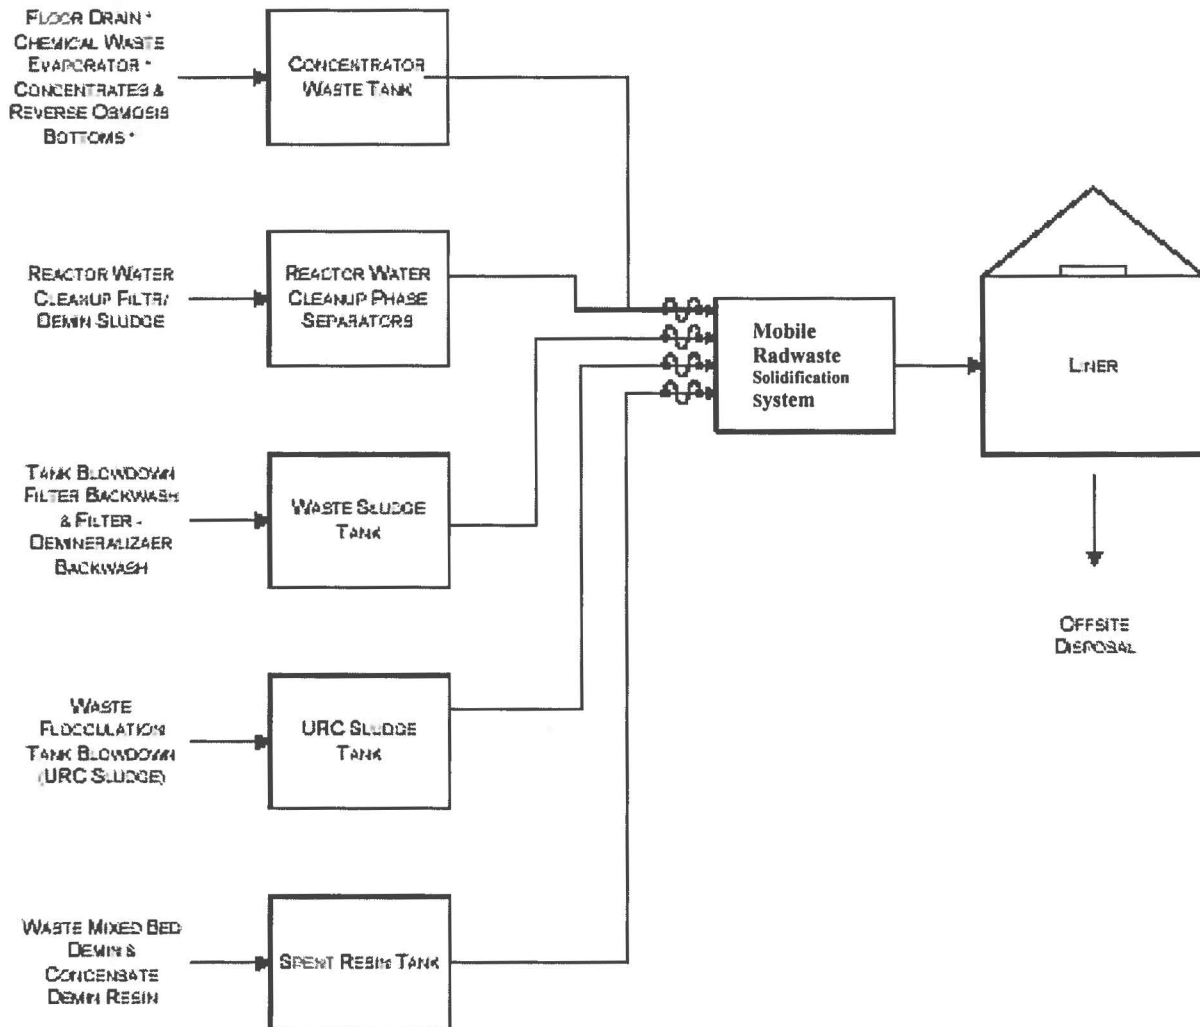 FLOOR DRAIN *
CHEMICAL WASTE
EVAPORATOR *
CONCENTRATES &
REVERSE OSMOSIS
BOTTOMS *
CONCENTRATOR
WASTE TANK
REACTOR WATER
CLEANUP FILTR/
DEMIN SLUDGE
REACTOR WATER
CLEANUP PHASE
SEPARATORS
Mobile
Radwaste
Solidification
System
LINER
TANK BLOWDOWN
FILTER BACKWASH
& FILTER -
DEMINERALIZAER
BACKWASH
WASTE SLUDGE
TANK
OFFSITE
DISPOSAL
WASTE
FLOCCULATION
TANK BLOWDOWN
(URC SLUDGE)
URC SLUDGE
TANK
WASTE MIXED BED
DEMIN &
CONCENSATE
DEMIN RESIN
SPENT RESIN TANK